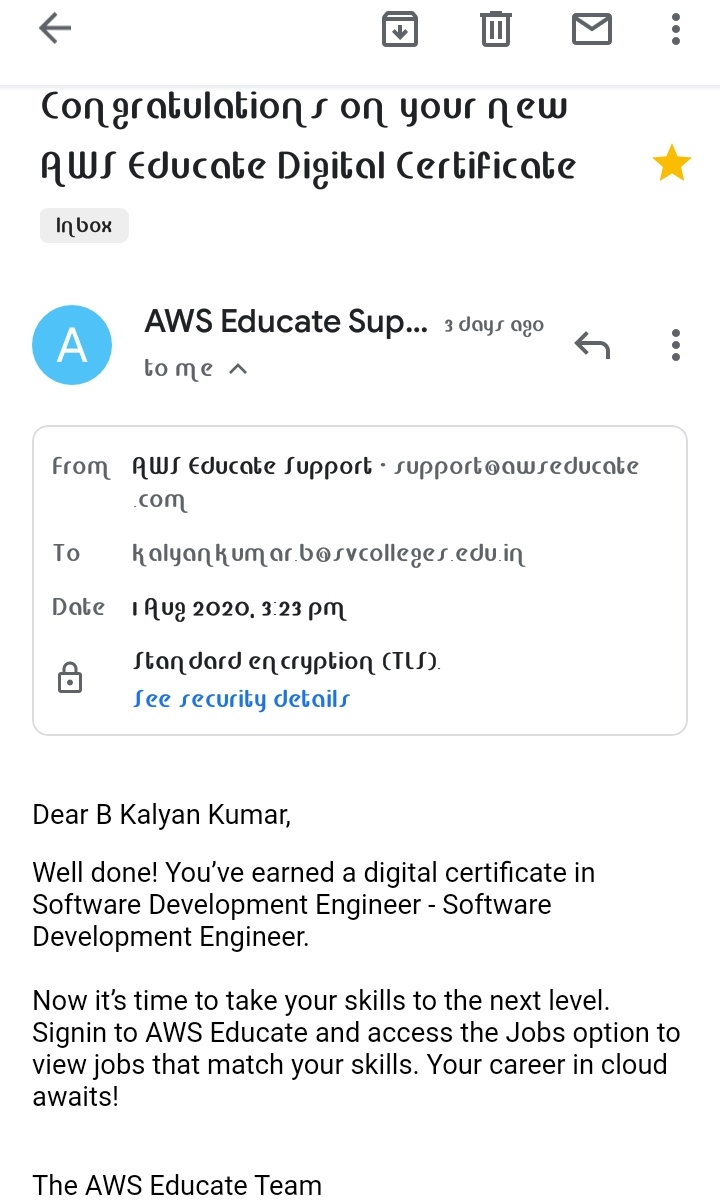 Congratulations on your new
AWS Educate Digital Certificate
Inbox
A
AWS Educate Sup... 3 days ago
to me
From AWS Educate Support · support@awseducate
.com
To kalyankumar.b@svcolleges.edu.in
Date 1 Aug 2020, 3:23 pm
Standard encryption (TLS).
See security details
Dear B Kalyan Kumar,
Well done! You’ve earned a digital certificate in
Software Development Engineer - Software
Development Engineer.
Now it’s time to take your skills to the next level.
Signin to AWS Educate and access the Jobs option to
view jobs that match your skills. Your career in cloud
awaits!
The AWS Educate Team